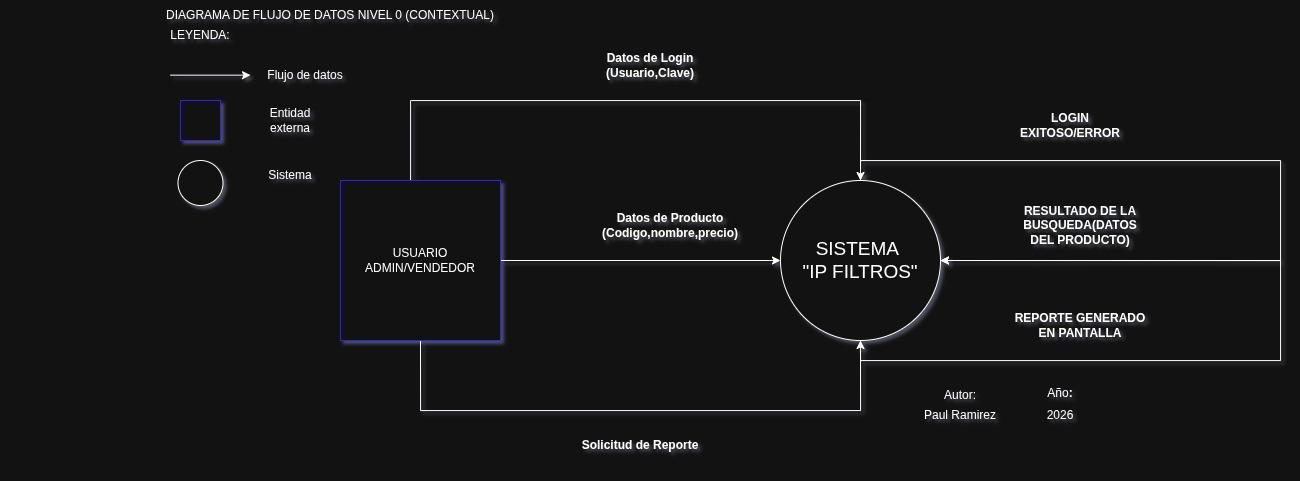 DIAGRAMA DE FLUJO DE DATOS NIVEL 0 (CONTEXTUAL)
LEYENDA:
Flujo de datos
Entidad
externa
Sistema
Datos de Login
(Usuario,Clave)
LOGIN
EXITOSO/ERROR
USUARIO
ADMIN/VENDEDOR
Datos de Producto
(Codigo,nombre,precio)
SISTEMA
"IP FILTROS"
RESULTADO DE LA
BUSQUEDA(DATOS
DEL PRODUCTO)
REPORTE GENERADO
EN PANTALLA
Solicitud de Reporte
Autor:
Paul Ramirez
Año:
2026